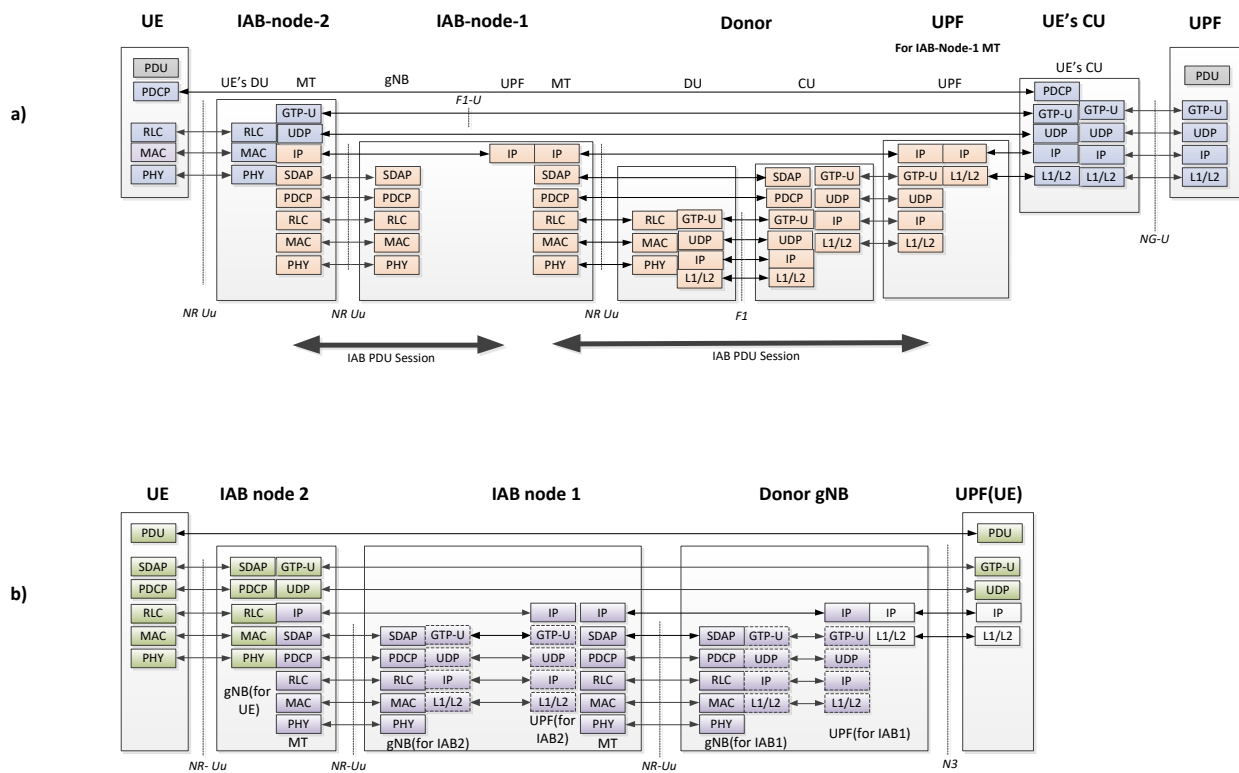 UE IAB-node-2 IAB-node-1 Donor UPF UE's CU UPF
For IAB-Node-1 MT
UE's DU MT gNB UPF MT DU CU UPF UE's CU
a)
PDU PDU
PDCP F1-U PDCP
GTP-U GTP-U GTP-U GTP-U
RLC RLC UDP UDP UDP UDP
MAC MAC IP IP IP IP IP IP IP IP
PHY PHY SDAP SDAP SDAP SDAP GTP-U GTP-U L1/L2 L1/L2 L1/L2 L1/L2
PDCP PDCP PDCP PDCP UDP UDP
RLC RLC RLC RLC GTP-U GTP-U IP IP
MAC MAC MAC MAC UDP UDP L1/L2 L1/L2
PHY PHY PHY PHY IP IP
L1/L2 L1/L2
NG-U
NR Uu NR Uu NR Uu F1
IAB PDU Session IAB PDU Session
UE IAB node 2 IAB node 1 Donor gNB UPF(UE)
PDU PDU
SDAP SDAP GTP-U GTP-U
b)
PDCP PDCP UDP UDP
RLC RLC IP IP IP IP IP IP
MAC MAC SDAP SDAP GTP-U GTP-U SDAP SDAP GTP-U GTP-U L1/L2 L1/L2
PHY PHY PDCP PDCP UDP UDP PDCP PDCP UDP UDP
gNB(for
UE)
RLC RLC IP IP RLC RLC IP IP
MAC MAC L1/L2 L1/L2 MAC MAC L1/L2 L1/L2
PHY PHY UPF(for
IAB2) PHY PHY
MT gNB(for IAB2) MT gNB(for IAB1) UPF(for IAB1)
NR- Uu NR-Uu NR-Uu N3